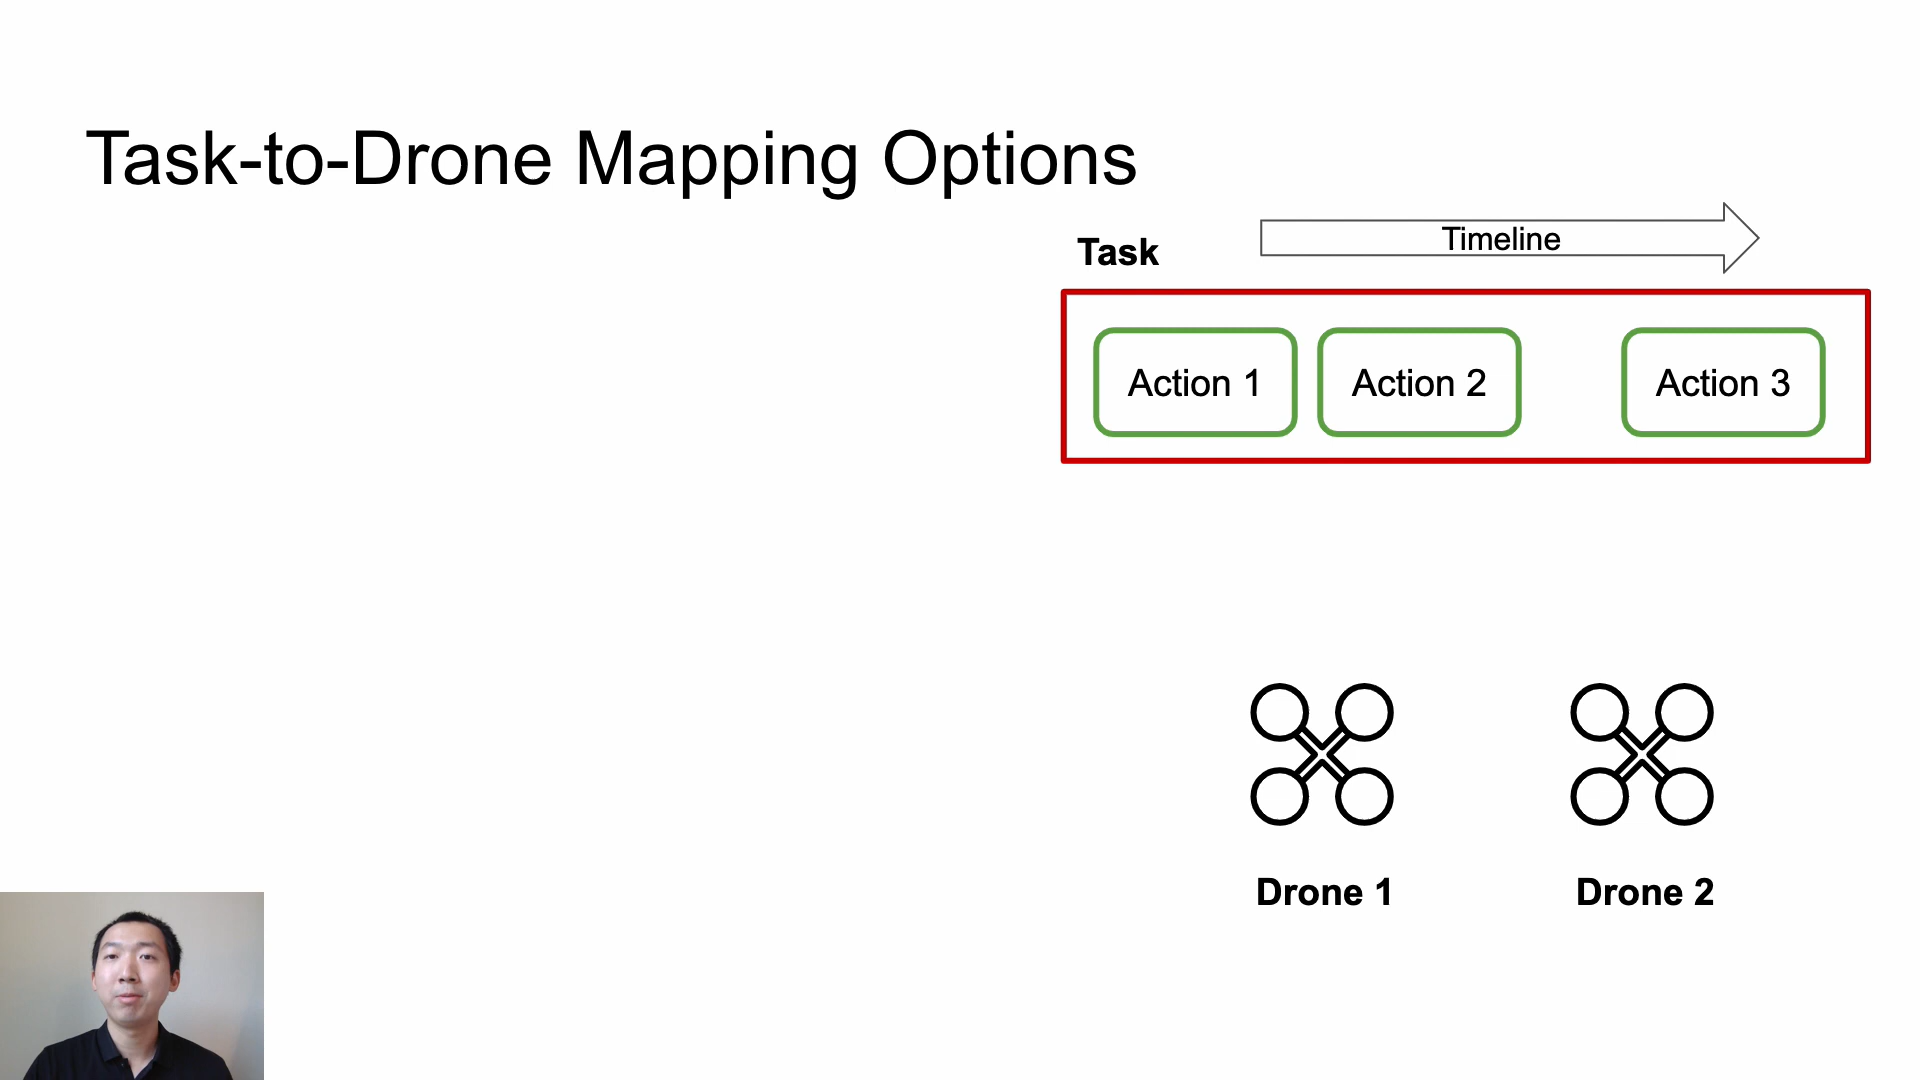 Task-to-Drone Mapping Options
Timeline
Task
Action 1
Action 2
Action 3
Drone 1
Drone 2